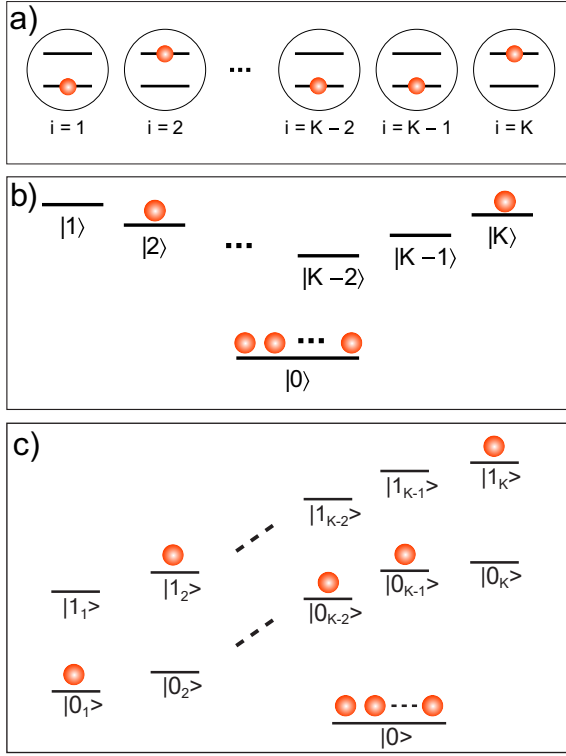 a)
...
i = 1 i = 2 i = K – 2 i = K – 1 i = K
b)
|1⟩ |2⟩ ... |K – 2⟩ |K – 1⟩ |K⟩
...
|0⟩
c)
|1₁> |1₂> |1K-2> |1K-1> |1K>
|0₁> |0₂> |0K-2> |0K-1> |0K>
|0>